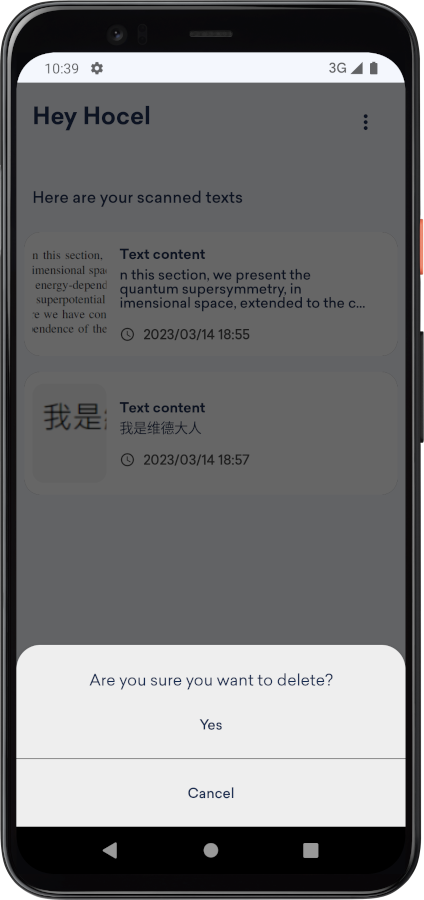 10:39
3G
Hey Hocel
Here are your scanned texts
n this section,
imensional spa
energy-depend
superpotential
e we have con
endence of the
Text content
n this section, we present the
quantum supersymmetry, in
imensional space, extended to the c...
2023/03/14 18:55
我是
Text content
我是维德大人
2023/03/14 18:57
Are you sure you want to delete?
Yes
Cancel